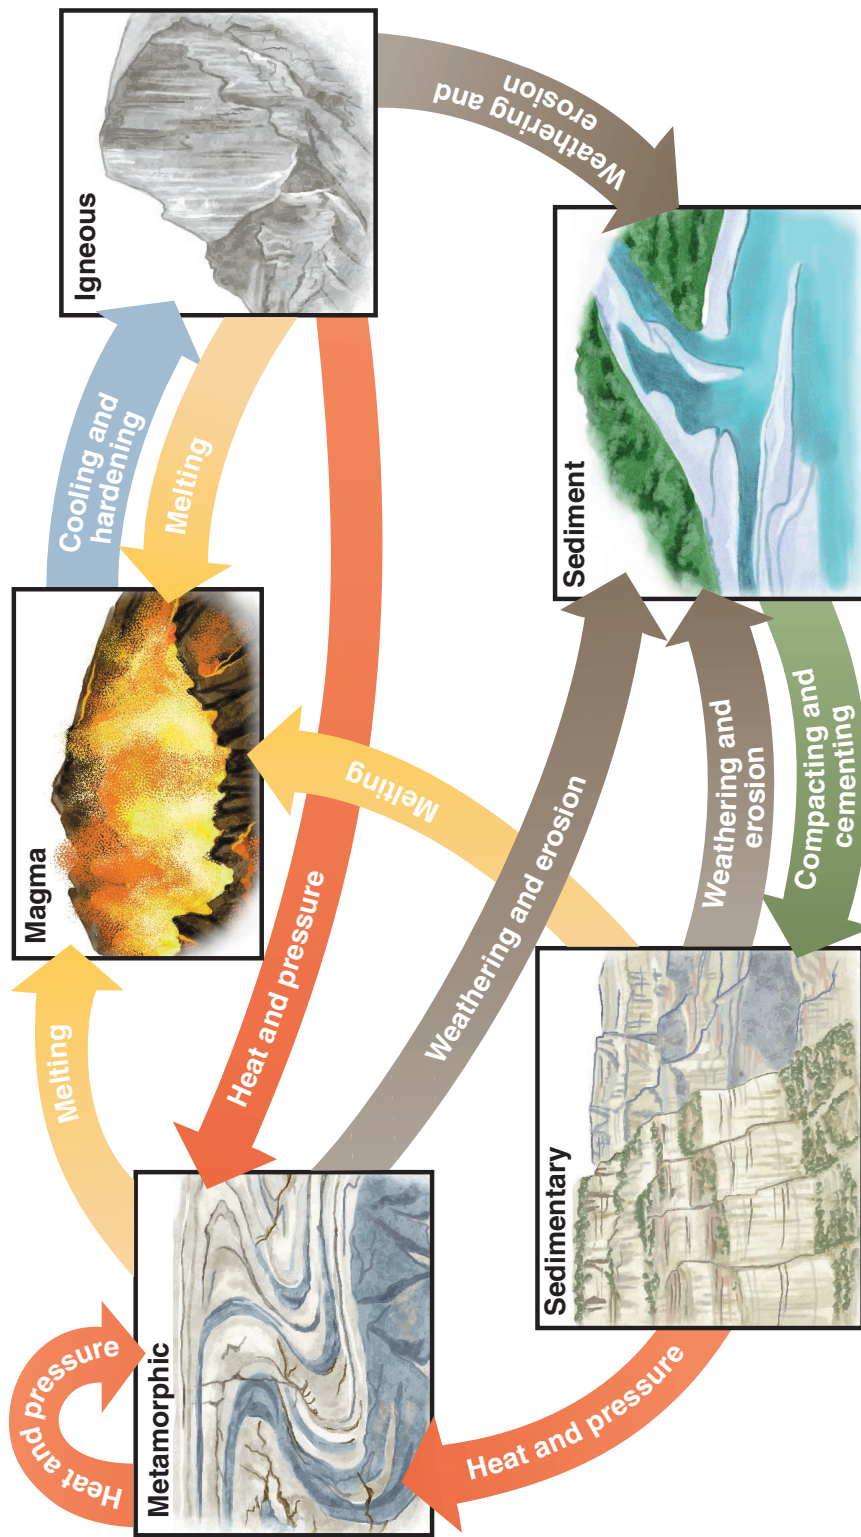 Magma
Cooling and
hardening
Melting
Igneous
Melting
Heat and pressure
Metamorphic
Heat and pressure
Melting
Weathering and
erosion
Weathering and erosion
Heat and pressure
Sedimentary
Weathering and
erosion
Compacting and
cementing
Sediment